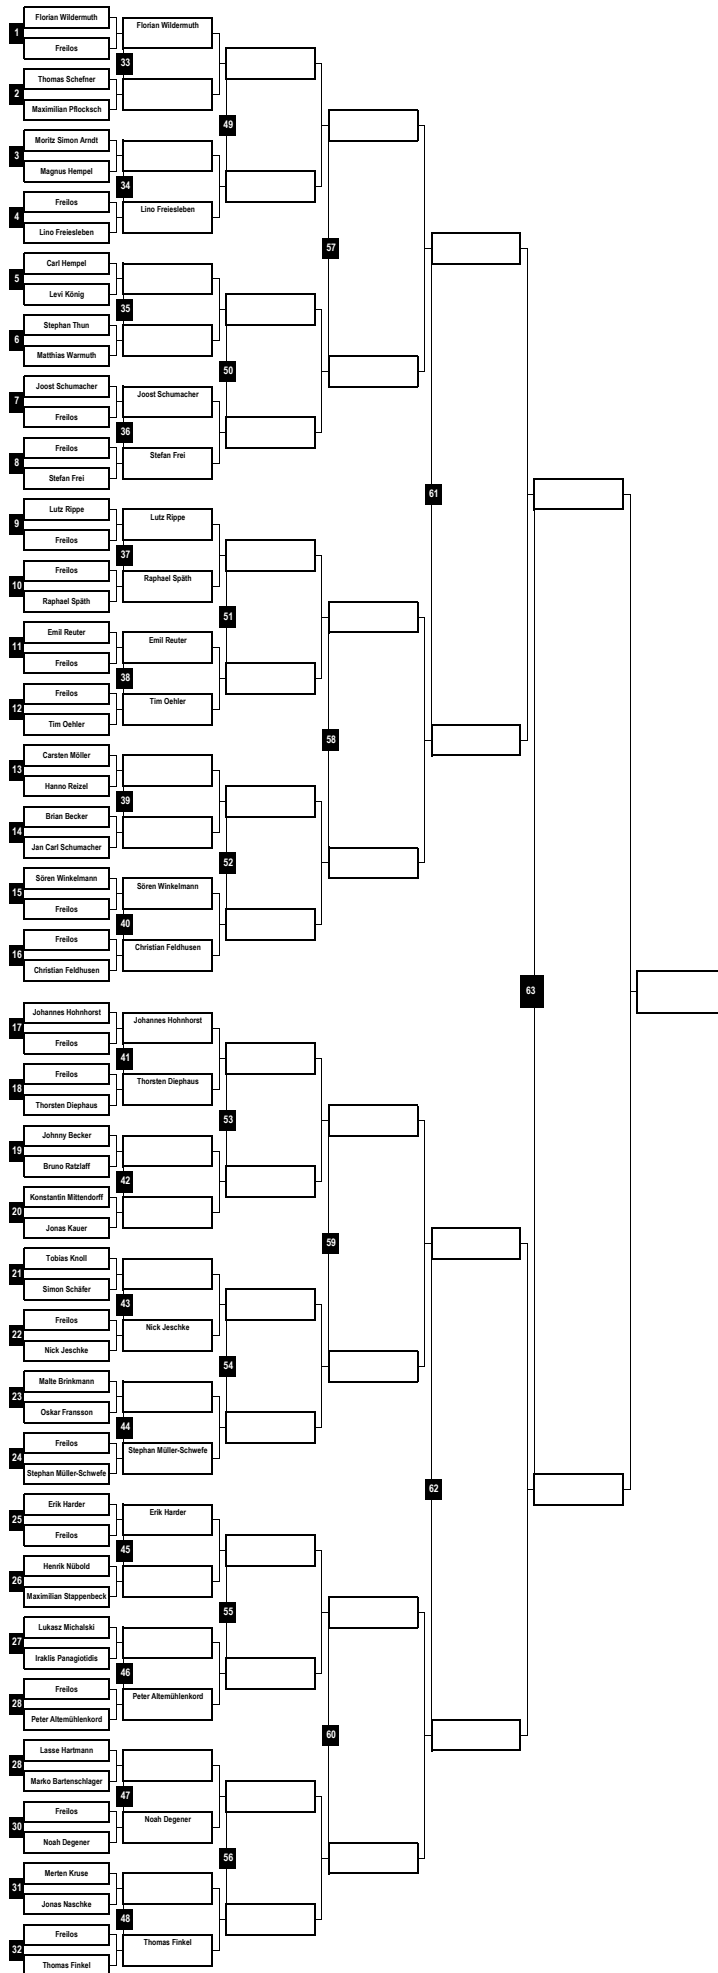 Florian Wildermuth
Florian Wildermuth
1
Freilos
33
Thomas Schefner
2
Maximilian Pflocksch
49
Moritz Simon Arndt
3
Magnus Hempel
34
Freilos
Lino Freiesleben
4
Lino Freiesleben
57
Carl Hempel
5
Levi König
35
Stephan Thun
6
Matthias Warmuth
50
Joost Schumacher
Joost Schumacher
7
Freilos
36
Freilos
Stefan Frei
8
Stefan Frei
61
Lutz Rippe
Lutz Rippe
9
Freilos
37
Freilos
Raphael Späth
10
Raphael Späth
51
Emil Reuter
Emil Reuter
11
Freilos
38
Freilos
Tim Oehler
12
Tim Oehler
58
Carsten Möller
13
Hanno Reizel
39
Brian Becker
14
Jan Carl Schumacher
52
Sören Winkelmann
Sören Winkelmann
15
Freilos
40
Freilos
Christian Feldhusen
16
Christian Feldhusen
63
Johannes Hohnhorst
Johannes Hohnhorst
17
Freilos
41
Freilos
Thorsten Diephaus
18
Thorsten Diephaus
53
Johnny Becker
19
Bruno Ratzlaff
42
Konstantin Mittendorff
20
Jonas Kauer
59
Tobias Knoll
21
Simon Schäfer
43
Freilos
Nick Jeschke
22
Nick Jeschke
54
Malte Brinkmann
23
Oskar Fransson
44
Freilos
Stephan Müller-Schwefe
24
Stephan Müller-Schwefe
62
Erik Harder
Erik Harder
25
Freilos
45
Henrik Nübold
26
Maximilian Stappenbeck
55
Lukasz Michalski
27
Iraklis Panagiotidis
46
Freilos
Peter Altemühlenkord
28
Peter Altemühlenkord
60
Lasse Hartmann
28
Marko Bartenschlager
47
Freilos
Noah Degener
30
Noah Degener
56
Merten Kruse
31
Jonas Naschke
48
Freilos
Thomas Finkel
32
Thomas Finkel
50